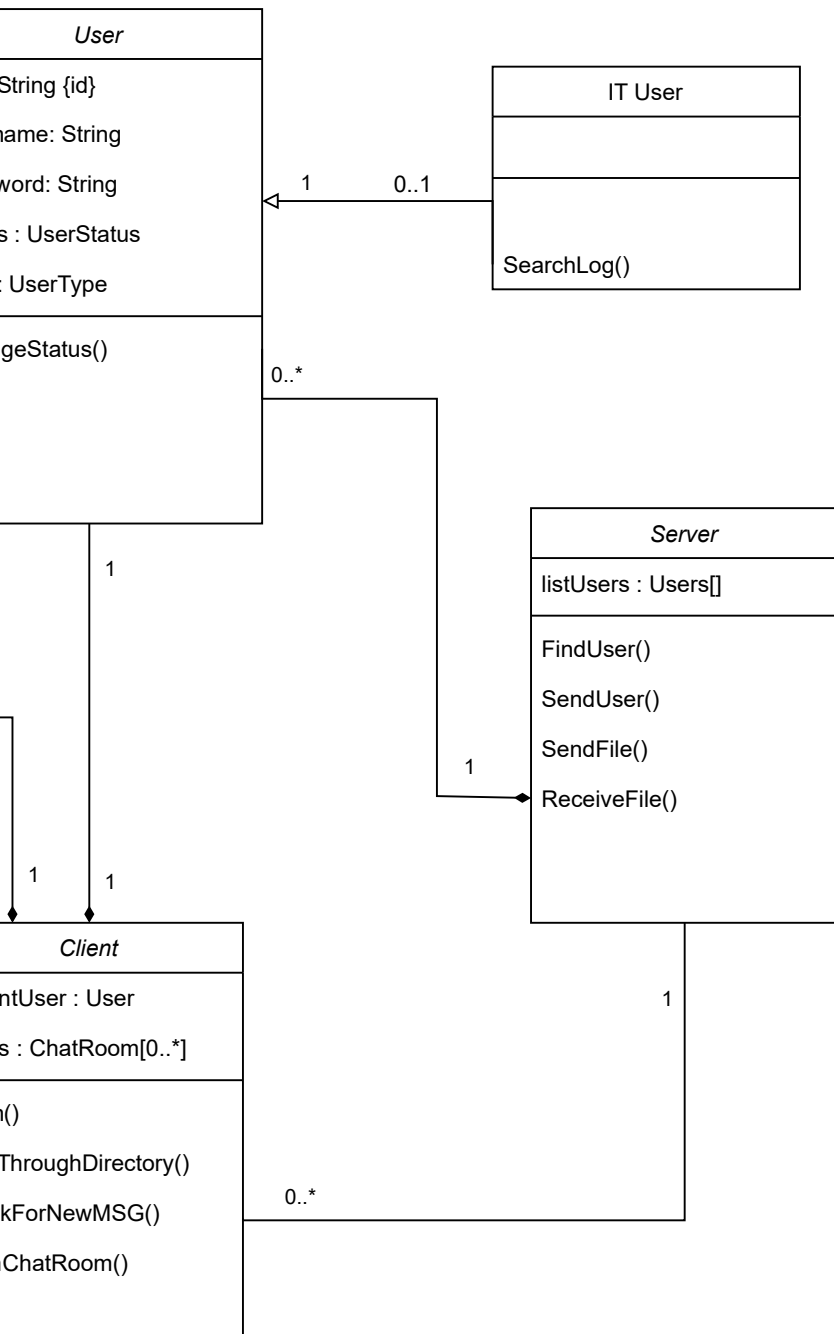 User
String {id}
name: String
word: String
s : UserStatus
: UserType
geStatus()
IT User
SearchLog()
1
0..1
0..*
1
1
1
1
Server
listUsers : Users[]
FindUser()
SendUser()
SendFile()
ReceiveFile()
Client
ntUser : User
s : ChatRoom[0..*]
n()
ThroughDirectory()
kForNewMSG()
ChatRoom()
1
0..*